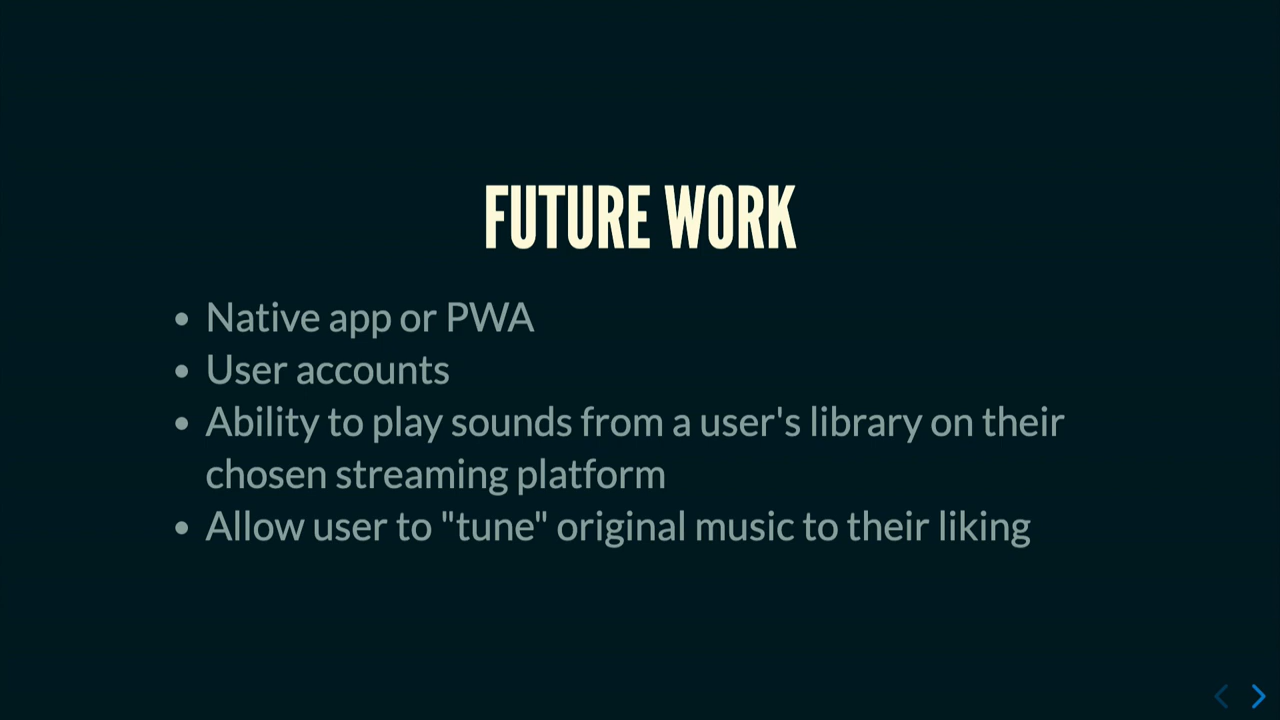 FUTURE WORK
• Native app or PWA
• User accounts
• Ability to play sounds from a user's library on their
chosen streaming platform
• Allow user to "tune" original music to their liking